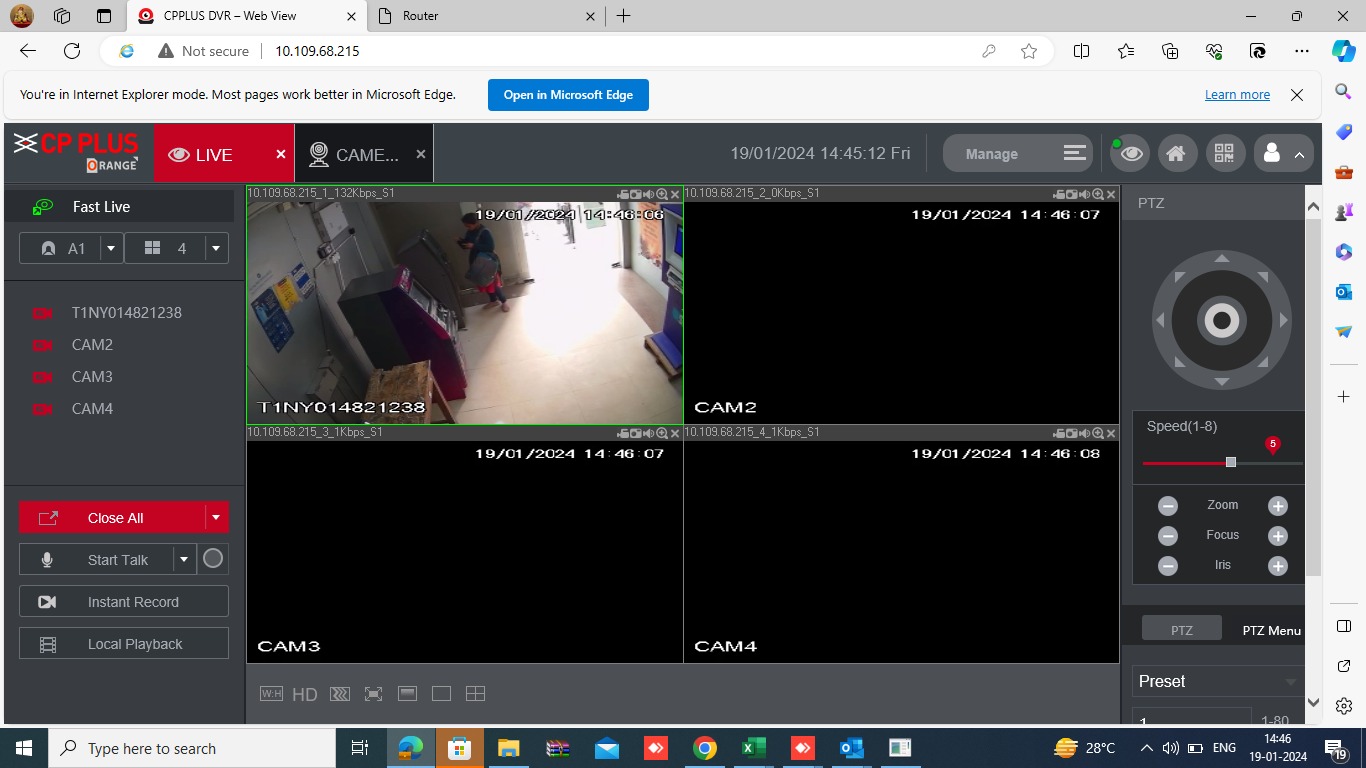 CPPLUS DVR – Web View
Router
Not secure
10.109.68.215
You're in Internet Explorer mode. Most pages work better in Microsoft Edge.
Open in Microsoft Edge
Learn more
CP PLUS
ORANGE
LIVE
CAME...
19/01/2024 14:45:12 Fri
Manage
Fast Live
A1
4
T1NY014821238
CAM2
CAM3
CAM4
Close All
Start Talk
Instant Record
Local Playback
10.109.68.215_1_132Kbps_S1
19/01/2024 14:46:06
T1NY014821238
10.109.68.215_2_0Kbps_S1
19/01/2024 14:46:07
CAM2
10.109.68.215_3_1Kbps_S1
19/01/2024 14:46:07
CAM3
10.109.68.215_4_1Kbps_S1
19/01/2024 14:46:08
CAM4
W:H
HD
PTZ
Speed(1-8)
5
Zoom
Focus
Iris
PTZ
PTZ Menu
Preset
1
1-80
Type here to search
28°C
ENG
14:46
19-01-2024
19